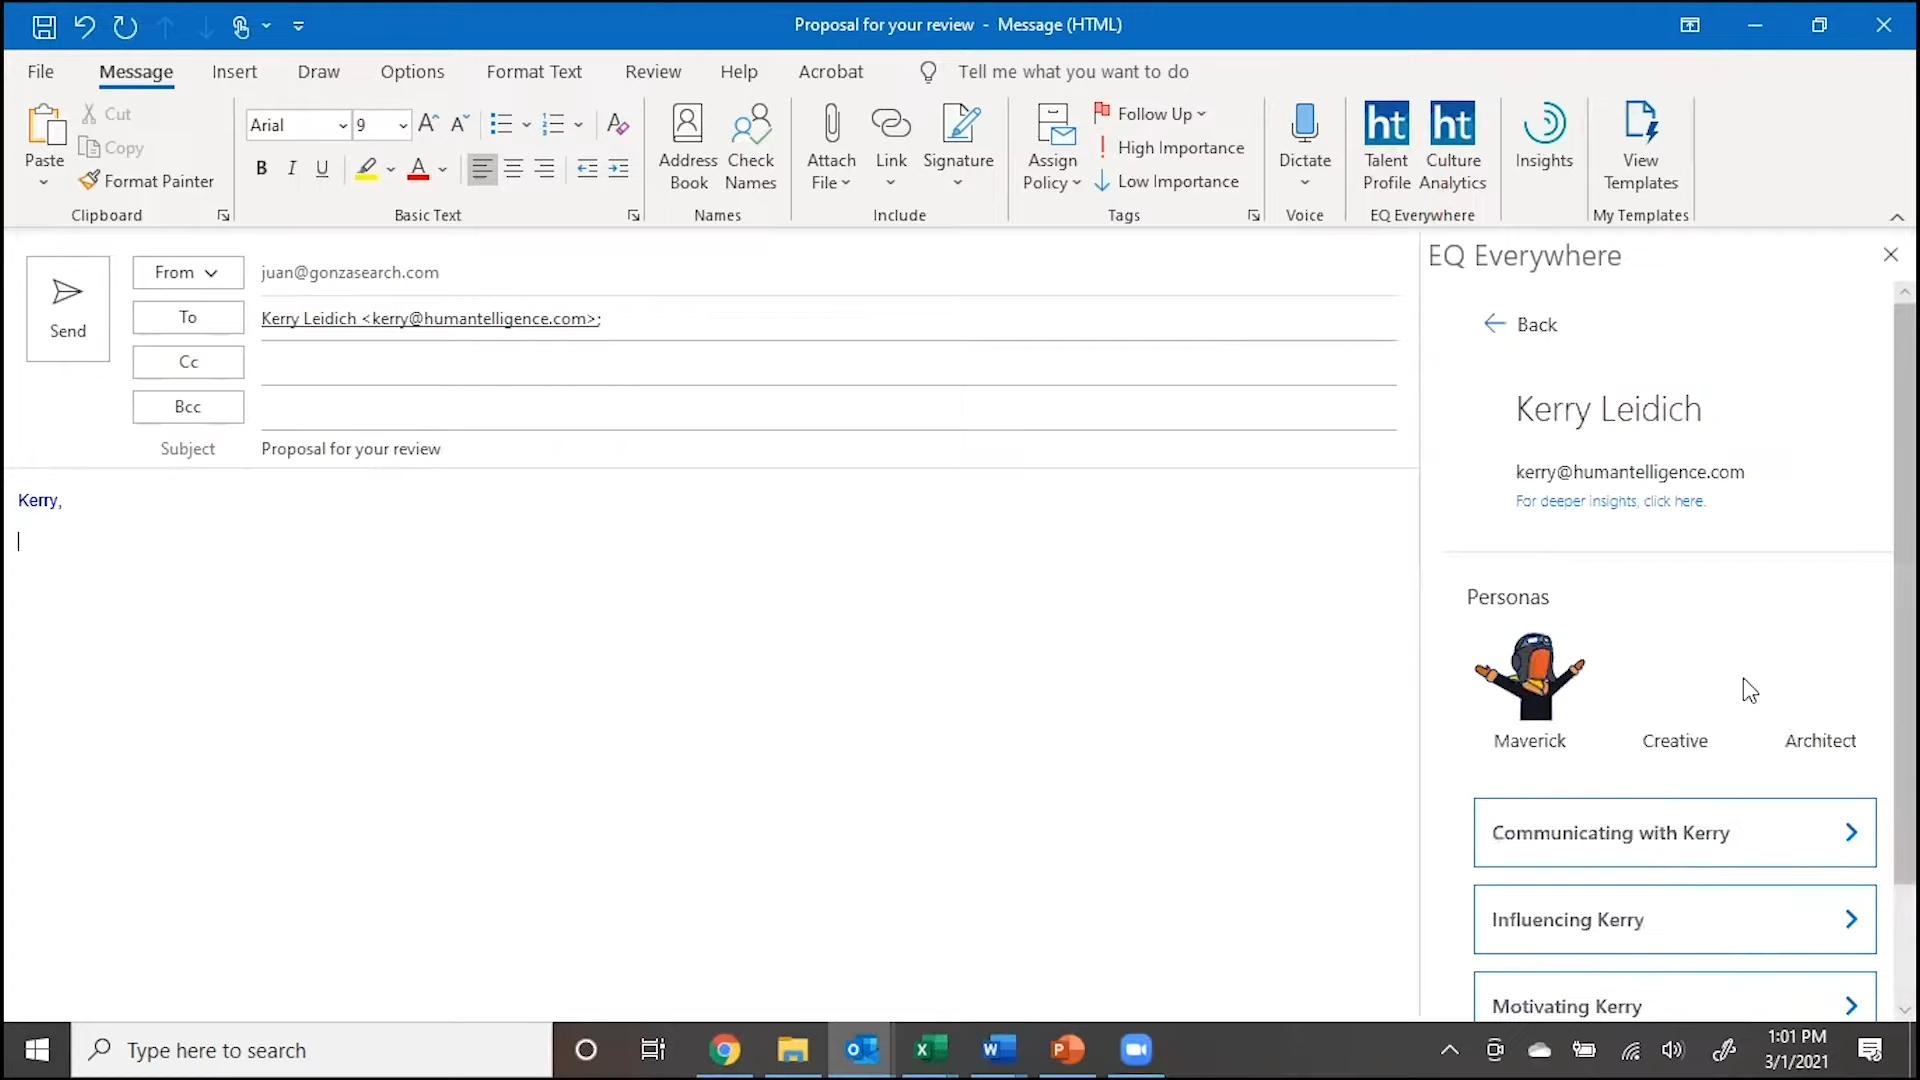 Proposal for your review - Message (HTML)
File Message Insert Draw Options Format Text Review Help Acrobat Tell me what you want to do
Paste
Cut
Copy
Format Painter
Clipboard
Arial 9
B I U A
Basic Text
Address Book
Check Names
Names
Attach File
Link
Signature
Include
Assign Policy
Follow Up
High Importance
Low Importance
Tags
Dictate
Voice
ht ht
Talent Profile
Culture Analytics
EQ Everywhere
Insights
View Templates
My Templates
Send
From juan@gonzasearch.com
To Kerry Leidich <kerry@humantelligence.com>;
Cc
Bcc
Subject Proposal for your review
Kerry,
EQ Everywhere
Back
Kerry Leidich
kerry@humantelligence.com
For deeper insights, click here.
Personas
Maverick Creative Architect
Communicating with Kerry
Influencing Kerry
Motivating Kerry
Type here to search
1:01 PM
3/1/2021